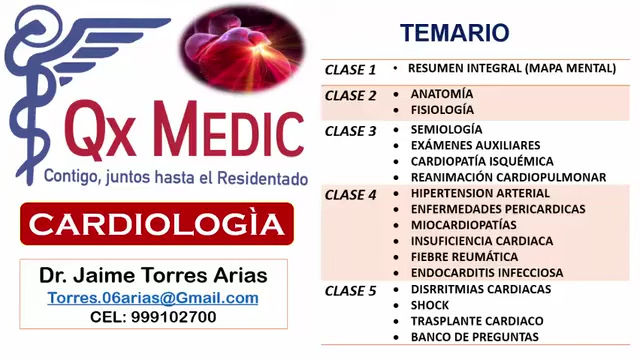 Qx MEDIC
Contigo, juntos hasta el Residentado
CARDIOLOGÌA
Dr. Jaime Torres Arias
Torres.06arias@Gmail.com
CEL: 999102700
TEMARIO
CLASE 1 • RESUMEN INTEGRAL (MAPA MENTAL)
CLASE 2 • ANATOMÍA
• FISIOLOGÍA
CLASE 3 • SEMIOLOGÍA
• EXÁMENES AUXILIARES
• CARDIOPATÍA ISQUÉMICA
• REANIMACIÓN CARDIOPULMONAR
CLASE 4 • HIPERTENSION ARTERIAL
• ENFERMEDADES PERICARDICAS
• MIOCARDIOPATÍAS
• INSUFICIENCIA CARDIACA
• FIEBRE REUMÁTICA
• ENDOCARDITIS INFECCIOSA
CLASE 5 • DISRRITMIAS CARDIACAS
• SHOCK
• TRASPLANTE CARDIACO
• BANCO DE PREGUNTAS